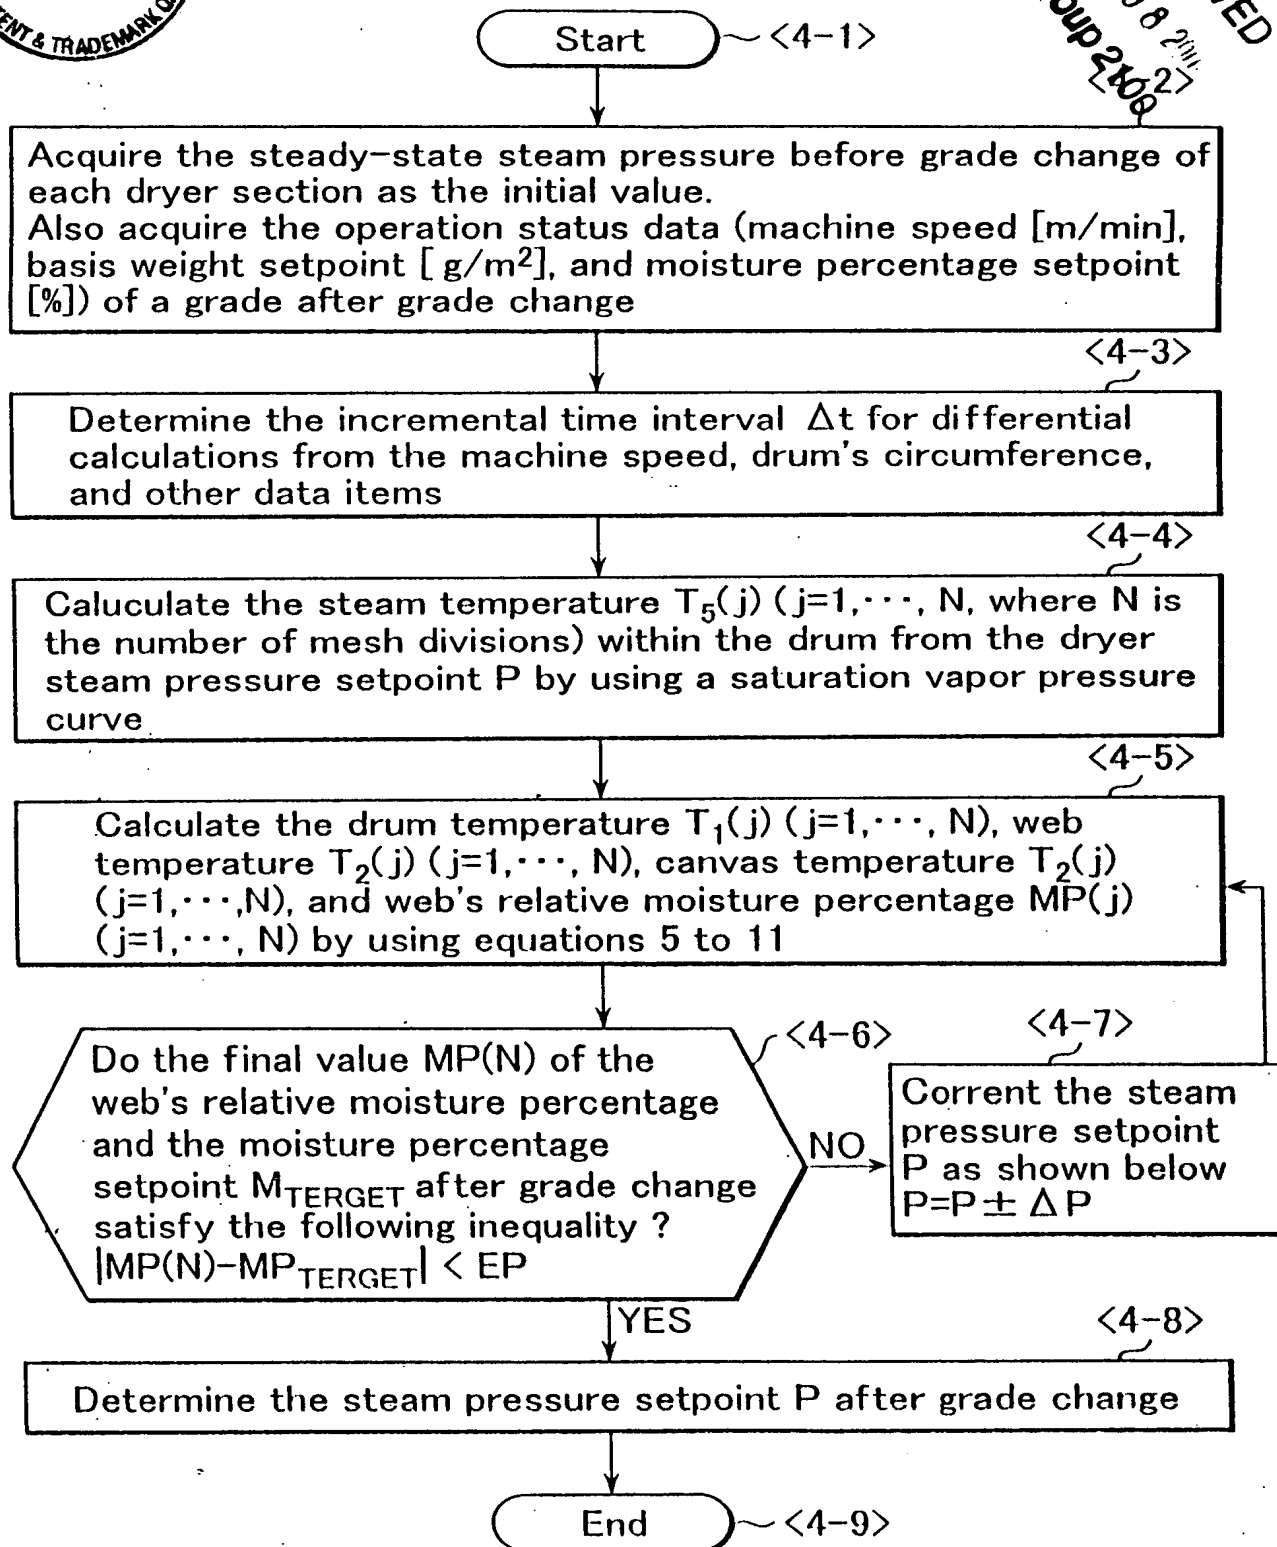 ENT & TRADEMARK
VED
08
Group 2100
Start <4-1>
2>
Acquire the steady-state steam pressure before grade change of
each dryer section as the initial value.
Also acquire the operation status data (machine speed [m/min],
basis weight setpoint [ g/m²], and moisture percentage setpoint
[%]) of a grade after grade change
<4-3>
Determine the incremental time interval Δt for differential
calculations from the machine speed, drum's circumference,
and other data items
<4-4>
Caluculate the steam temperature T₅(j) (j=1,···, N, where N is
the number of mesh divisions) within the drum from the dryer
steam pressure setpoint P by using a saturation vapor pressure
curve
<4-5>
Calculate the drum temperature T₁(j) (j=1,···, N), web
temperature T₂(j) (j=1,···, N), canvas temperature T₂(j)
(j=1,···,N), and web's relative moisture percentage MP(j)
(j=1,···, N) by using equations 5 to 11
<4-6>
Do the final value MP(N) of the
web's relative moisture percentage
and the moisture percentage
setpoint M_TERGET after grade change
satisfy the following inequality ?
|MP(N)-MP_TERGET| < EP
NO
<4-7>
Corrent the steam
pressure setpoint
P as shown below
P=P ± ΔP
YES
<4-8>
Determine the steam pressure setpoint P after grade change
End <4-9>